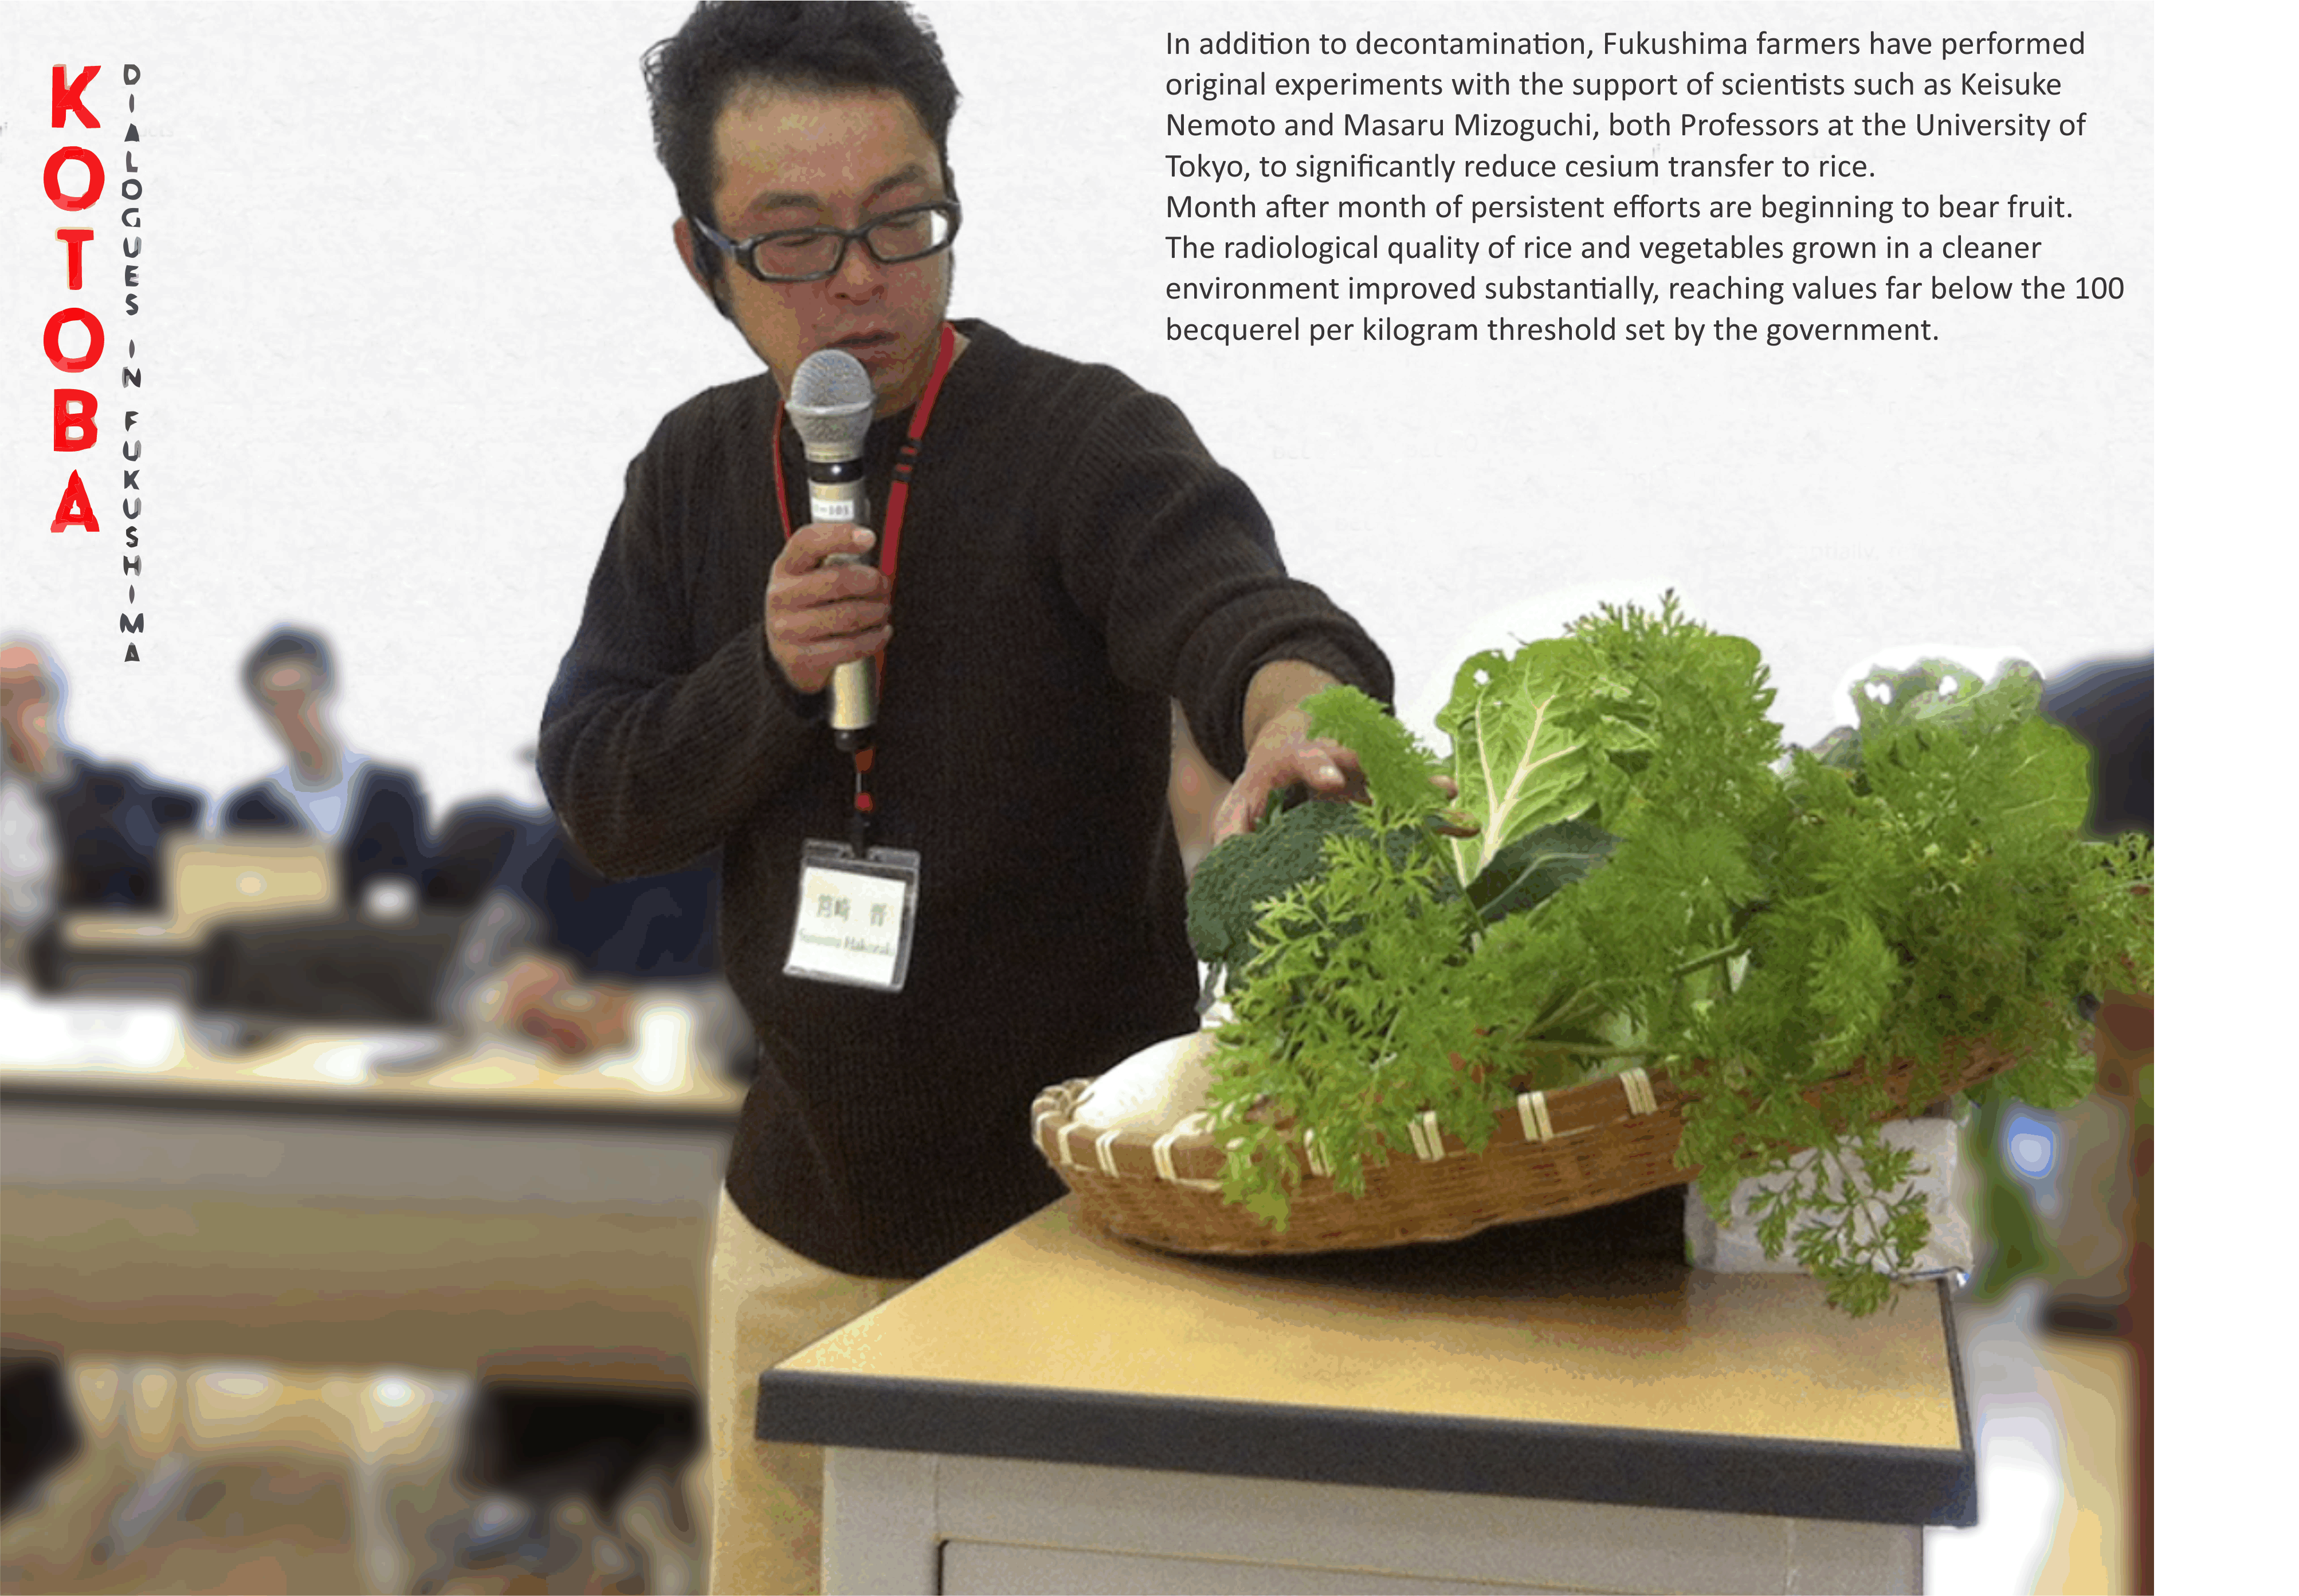 KOTOBA
DIALOGUES IN FUKUSHIMA
In addition to decontamination, Fukushima farmers have performed
original experiments with the support of scientists such as Keisuke
Nemoto and Masaru Mizoguchi, both Professors at the University of
Tokyo, to significantly reduce cesium transfer to rice.
Month after month of persistent efforts are beginning to bear fruit.
The radiological quality of rice and vegetables grown in a cleaner
environment improved substantially, reaching values far below the 100
becquerel per kilogram threshold set by the government.